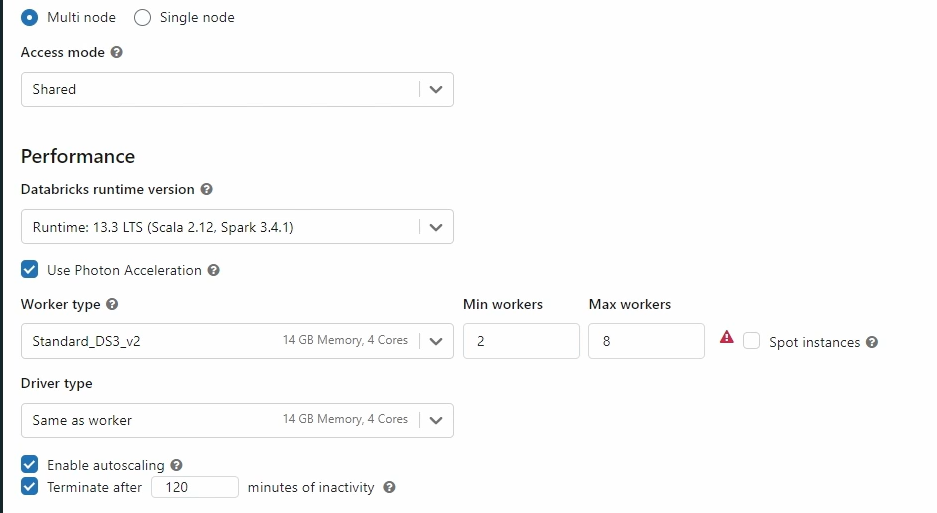 Multi node Single node
Access mode
Shared
Performance
Databricks runtime version
Runtime: 13.3 LTS (Scala 2.12, Spark 3.4.1)
Use Photon Acceleration
Worker type Min workers Max workers
Standard_DS3_v2 14 GB Memory, 4 Cores 2 8 Spot instances
Driver type
Same as worker 14 GB Memory, 4 Cores
Enable autoscaling
Terminate after 120 minutes of inactivity